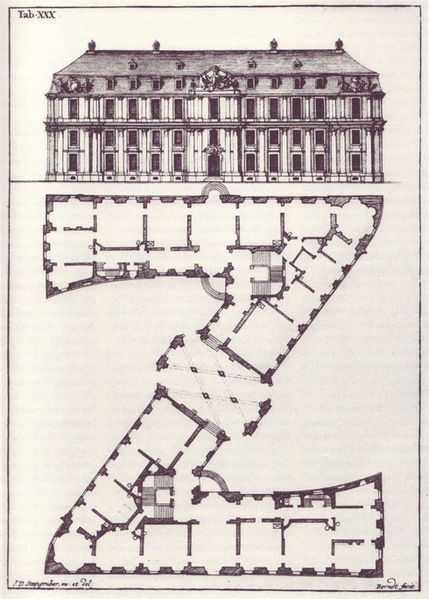 Tab·XXX
I. D. Steingruber, inv. et del.
Berndt fecit